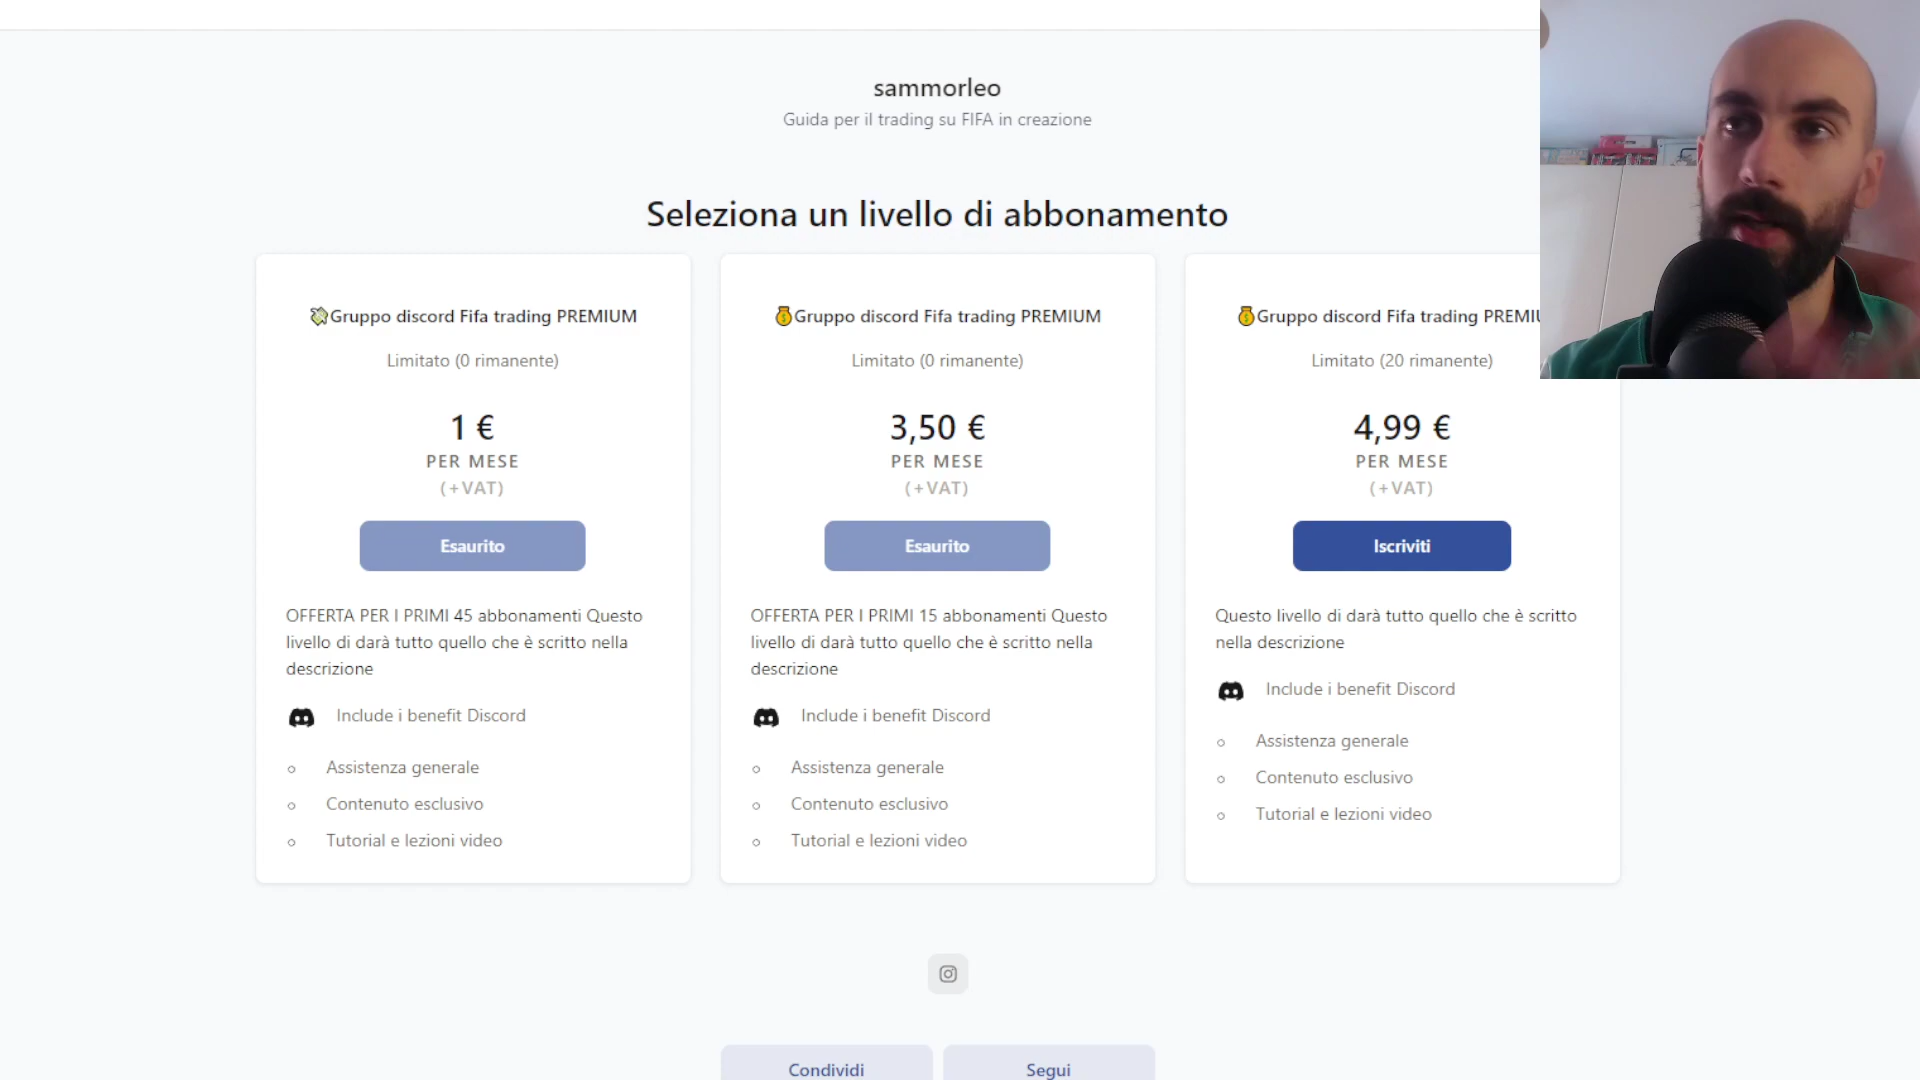 sammorleo
Guida per il trading su FIFA in creazione
Seleziona un livello di abbonamento
Gruppo discord Fifa trading PREMIUM
Limitato (0 rimanente)
1 €
PER MESE
(+VAT)
Esaurito
OFFERTA PER I PRIMI 45 abbonamenti Questo
livello di darà tutto quello che è scritto nella
descrizione
Include i benefit Discord
Assistenza generale
Contenuto esclusivo
Tutorial e lezioni video
Gruppo discord Fifa trading PREMIUM
Limitato (0 rimanente)
3,50 €
PER MESE
(+VAT)
Esaurito
OFFERTA PER I PRIMI 15 abbonamenti Questo
livello di darà tutto quello che è scritto nella
descrizione
Include i benefit Discord
Assistenza generale
Contenuto esclusivo
Tutorial e lezioni video
Gruppo discord Fifa trading
Limitato (20 rimanente)
4,99 €
PER MESE
(+VAT)
Iscriviti
Questo livello di darà tutto quello che è scritto
nella descrizione
Include i benefit Discord
Assistenza generale
Contenuto esclusivo
Tutorial e lezioni video
Condividi
Segui